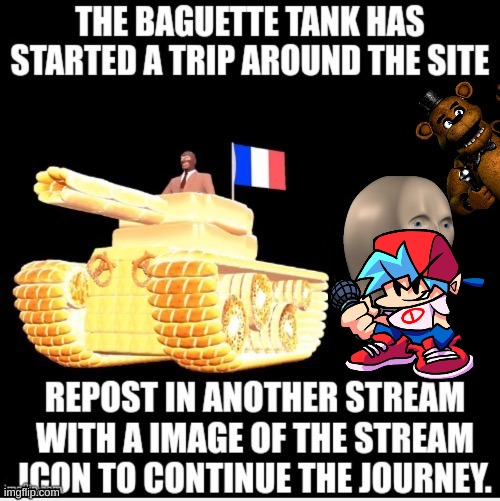 THE BAGUETTE TANK HAS
STARTED A TRIP AROUND THE SITE
REPOST IN ANOTHER STREAM
WITH A IMAGE OF THE STREAM
ICON TO CONTINUE THE JOURNEY.
imgflip.com